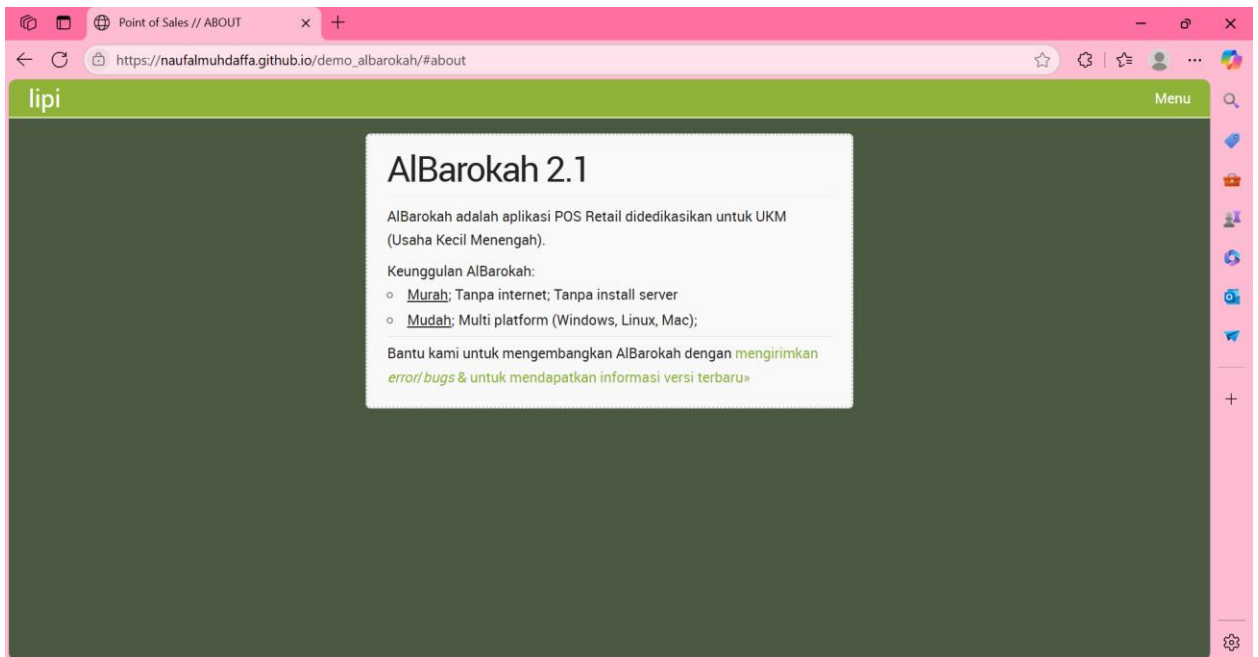 Point of Sales // ABOUT
https://naufalmuhdaffa.github.io/demo_albarokah/#about
lipi
Menu
AlBarokah 2.1
AlBarokah adalah aplikasi POS Retail didedikasikan untuk UKM
(Usaha Kecil Menengah).
Keunggulan AlBarokah:
Murah; Tanpa internet; Tanpa install server
Mudah; Multi platform (Windows, Linux, Mac);
Bantu kami untuk mengembangkan AlBarokah dengan mengirimkan
error/bugs & untuk mendapatkan informasi versi terbaru»